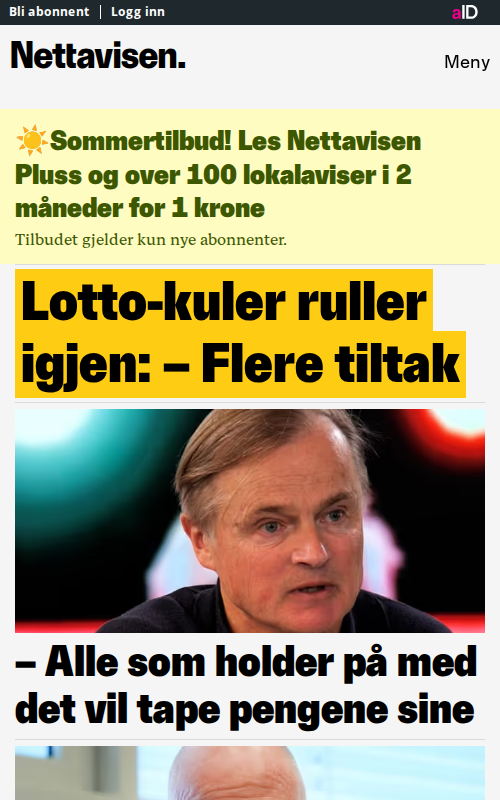 Bli abonnent
Logg inn
aID
Nettavisen.
Meny
☀️Sommertilbud! Les Nettavisen
Pluss og over 100 lokalaviser i 2
måneder for 1 krone
Tilbudet gjelder kun nye abonnenter.
Lotto-kuler ruller
igjen: – Flere tiltak
– Alle som holder på med
det vil tape pengene sine